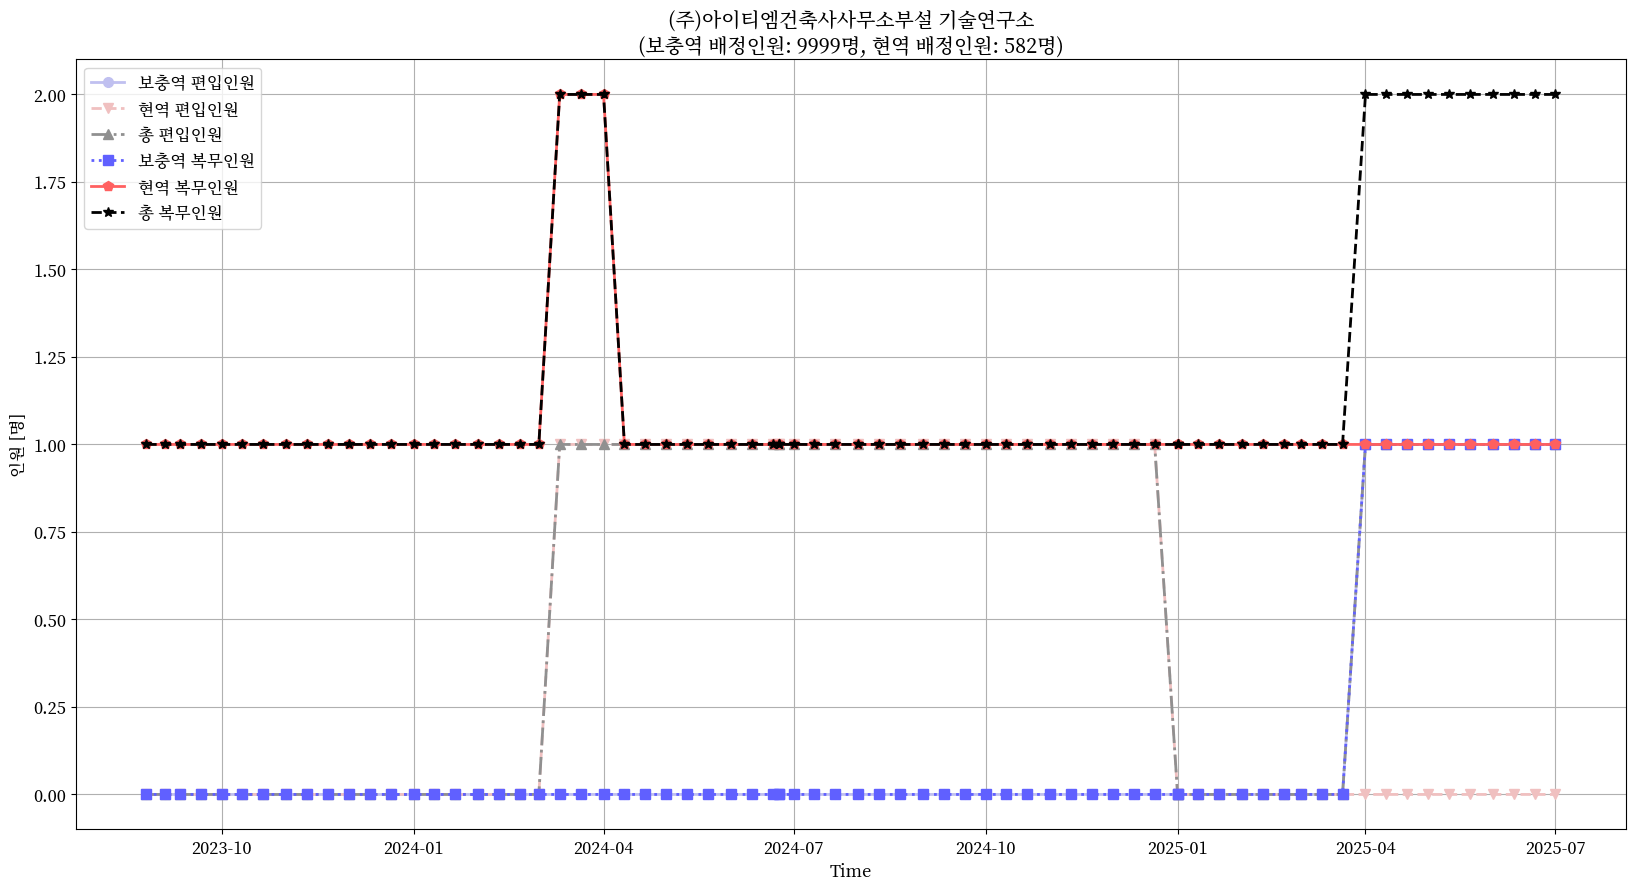 (주)아이티엠건축사사무소부설 기술연구소
(보충역 배정인원: 9999명, 현역 배정인원: 582명)
보충역 편입인원
현역 편입인원
총 편입인원
보충역 복무인원
현역 복무인원
총 복무인원
2.00
1.75
1.50
1.25
1.00
0.75
0.50
0.25
0.00
인원 [명]
2023-10
2024-01
2024-04
2024-07
2024-10
2025-01
2025-04
2025-07
Time